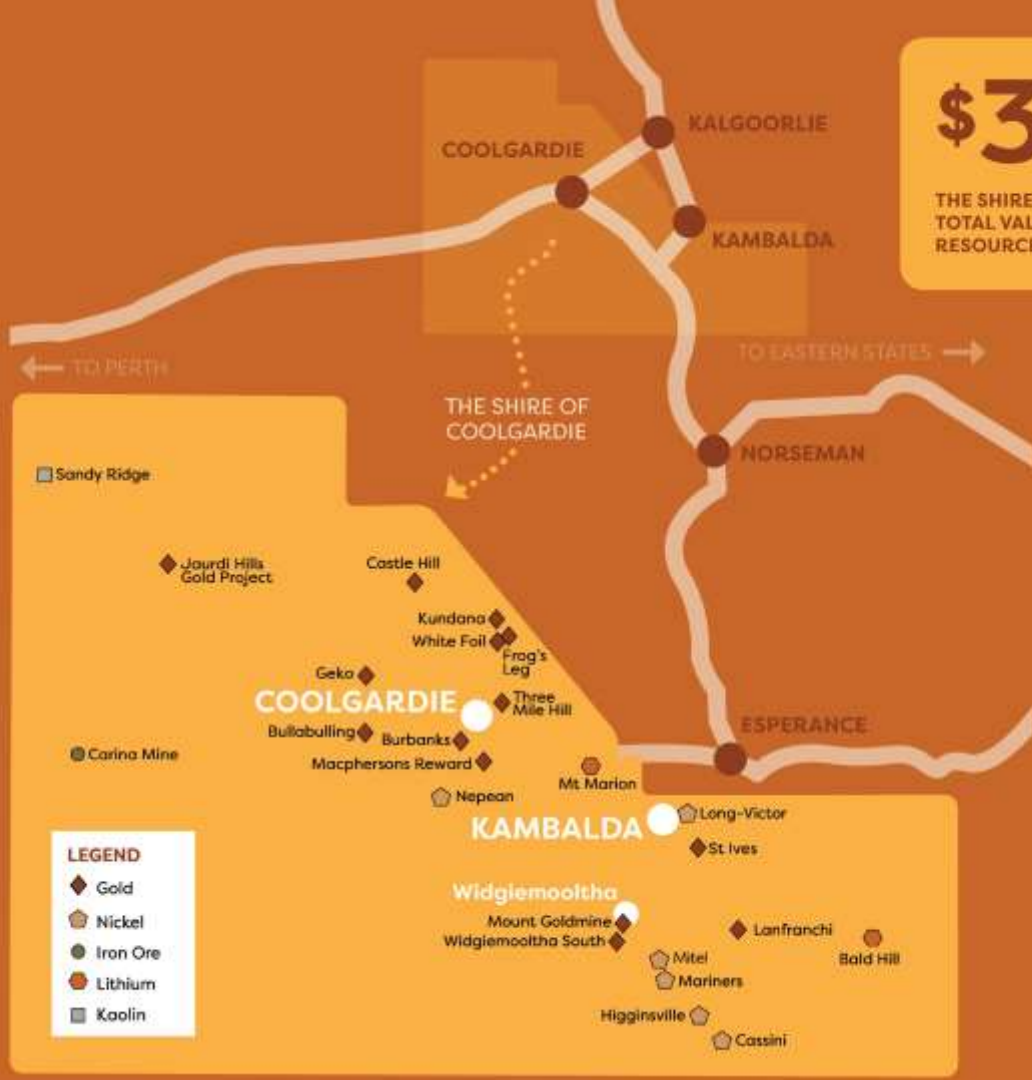 KALGOORLIE
COOLGARDIE
KAMBALDA
$3
THE SHIRE
TOTAL VAL
RESOURC
TO PERTH
TO EASTERN STATES
THE SHIRE OF
COOLGARDIE
NORSEMAN
ESPERANCE
Sandy Ridge
Jaurdi Hills
Gold Project
Castle Hill
Kundana
White Foil
Frog's
Leg
Geko
COOLGARDIE
Three
Mile Hill
Bullabulling
Burbanks
Carina Mine
Macphersons Reward
Mt Marion
Nepean
KAMBALDA
Long-Victor
St Ives
Widgiemooltha
Mount Goldmine
Widgiemooltha South
Lanfranchi
Bald Hill
Mitel
Mariners
Higginsville
Cassini
LEGEND
Gold
Nickel
Iron Ore
Lithium
Kaolin